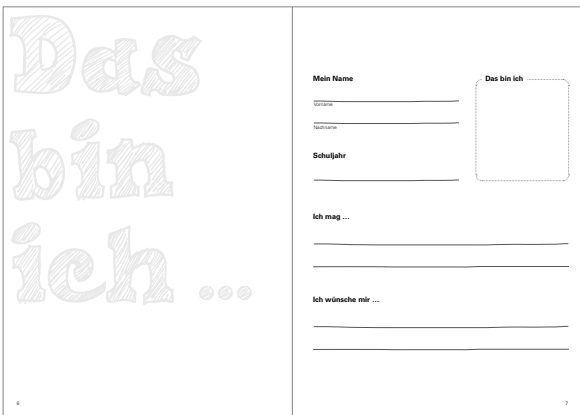 Das
bin
ich ...
6
Mein Name
Das bin ich
Vorname
Nachname
Schuljahr
Ich mag ...
Ich wünsche mir ...
7